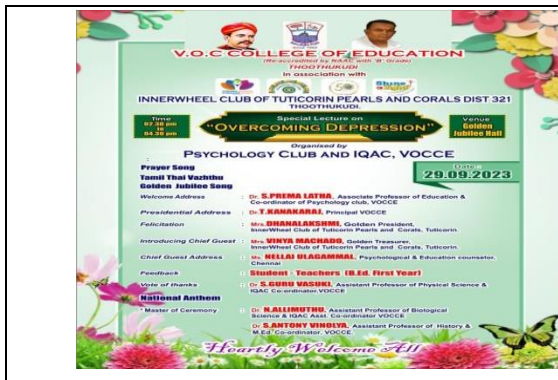 V.O.C COLLEGE OF EDUCATION
(Re-accredited by NAAC with 'B' Grade)
THOOTHUKUDI
in association with
Shine
INNERWHEEL CLUB OF TUTICORIN PEARLS AND CORALS DIST 321
THOOTHUKUDI.
Time
02.30 pm
to
04.30 pm
Special Lecture on
"OVERCOMING DEPRESSION"
Venue
Golden
Jubilee Hall
Organised by
PSYCHOLOGY CLUB AND IQAC, VOCCE
Date :
29.09.2023
:
Prayer Song
Tamil Thai Vazhthu
Golden Jubilee Song
Welcome Address : Dr. S.PREMA LATHA, Associate Professor of Education &
Co-ordinator of Psychology club, VOCCE
Presidential Address : Dr. T.KANAKARAJ, Principal VOCCE
Felicitation : Mrs. DHANALAKSHMI, Golden President,
InnerWheel Club of Tuticorin Pearls and Corals, Tuticorin.
Introducing Chief Guest : Mrs. VINYA MACHADO, Golden Treasurer,
InnerWheel Club of Tuticorin Pearls and Corals, Tuticorin
Chief Guest Address : Ms. NELLAI ULAGAMMAL, Psychological & Education counselor,
Chennai
Feedback : Student - Teachers (B.Ed. First Year)
Vote of thanks : Dr. S.GURU VASUKI, Assistant Professor of Physical Science &
IQAC Co-ordinator, VOCCE
National Anthem
* Master of Ceremony : Dr. N.ALLIMUTHU, Assistant Professor of Biological
Science & IQAC Asst. Co-ordinator VOCCE
Dr. S.ANTONY VINOLYA, Assistant Professor of History &
M.Ed. Co-ordinator, VOCCE
Heartly Welcome All